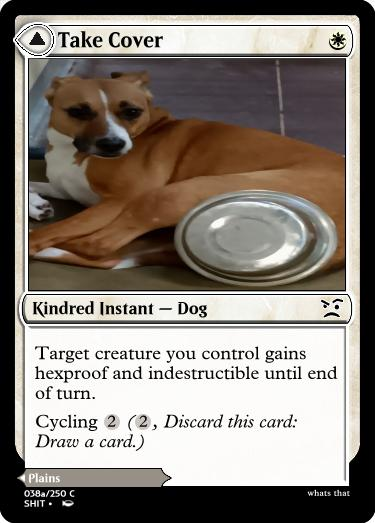 Take Cover
Kindred Instant — Dog
Target creature you control gains
hexproof and indestructible until end
of turn.
Cycling 2 (2, Discard this card:
Draw a card.)
Plains
038a/250 C
SHIT •
whats that